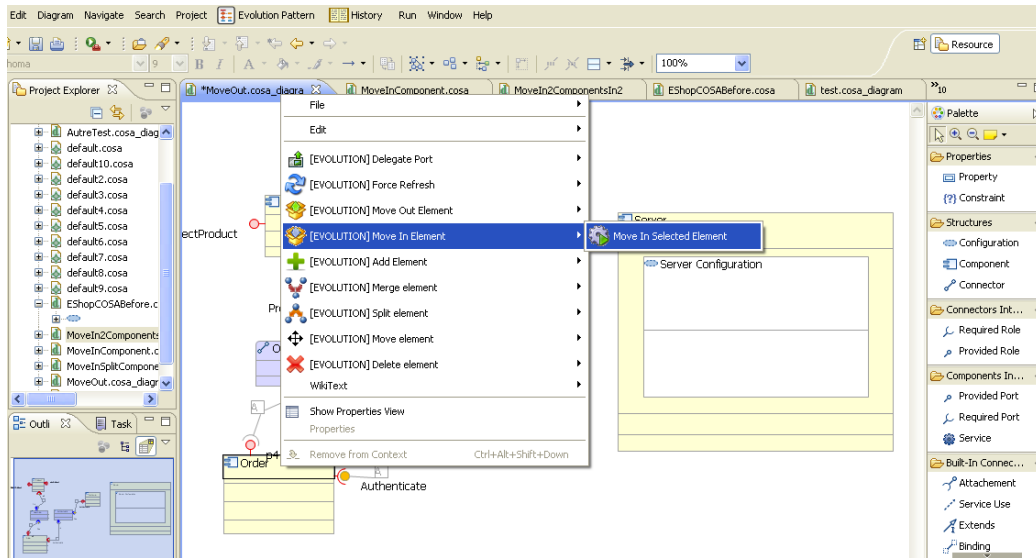 Edit Diagram Navigate Search Project Evolution Pattern History Run Window Help
homa 9 B I A 100% Resource
Project Explorer
*MoveOut.cosa_diagra MoveInComponent.cosa MoveIn2ComponentsIn2 EShopCOSABefore.cosa test.cosa_diagram »10
AutreTest.cosa_diag
default.cosa
default10.cosa
default2.cosa
default3.cosa
default4.cosa
default5.cosa
default6.cosa
default7.cosa
default8.cosa
default9.cosa
EShopCOSABefore.c
MoveIn2Components
MoveInComponent.c
MoveInSplitCompone
MoveOut.cosa_diagr
Outli Task
File
Edit
[EVOLUTION] Delegate Port
[EVOLUTION] Force Refresh
[EVOLUTION] Move Out Element
[EVOLUTION] Move In Element
[EVOLUTION] Add Element
[EVOLUTION] Merge element
[EVOLUTION] Split element
[EVOLUTION] Move element
[EVOLUTION] Delete element
WikiText
Show Properties View
Properties
Remove from Context Ctrl+Alt+Shift+Down
Move In Selected Element
ectProduct
Pr
O
A
p4
Order
A
Authenticate
Server
Server Configuration
Palette
Properties
Property
{?} Constraint
Structures
Configuration
Component
Connector
Connectors Int...
Required Role
Provided Role
Components In...
Provided Port
Required Port
Service
Built-In Connec...
Attachement
Service Use
Extends
Binding